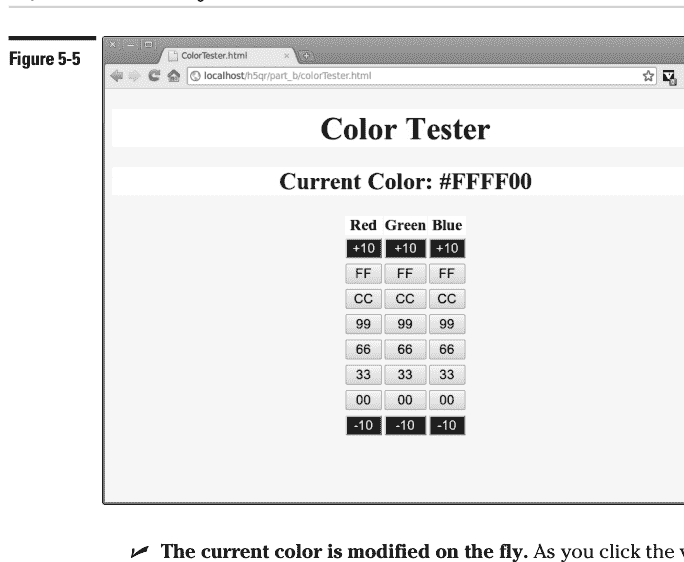 Figure 5-5
ColorTester.html
localhost/h5qr/part_b/colorTester.html
Color Tester
Current Color: #FFFF00
Red Green Blue
+10 +10 +10
FF FF FF
CC CC CC
99 99 99
66 66 66
33 33 33
00 00 00
-10 -10 -10
The current color is modified on the fly. As you click the